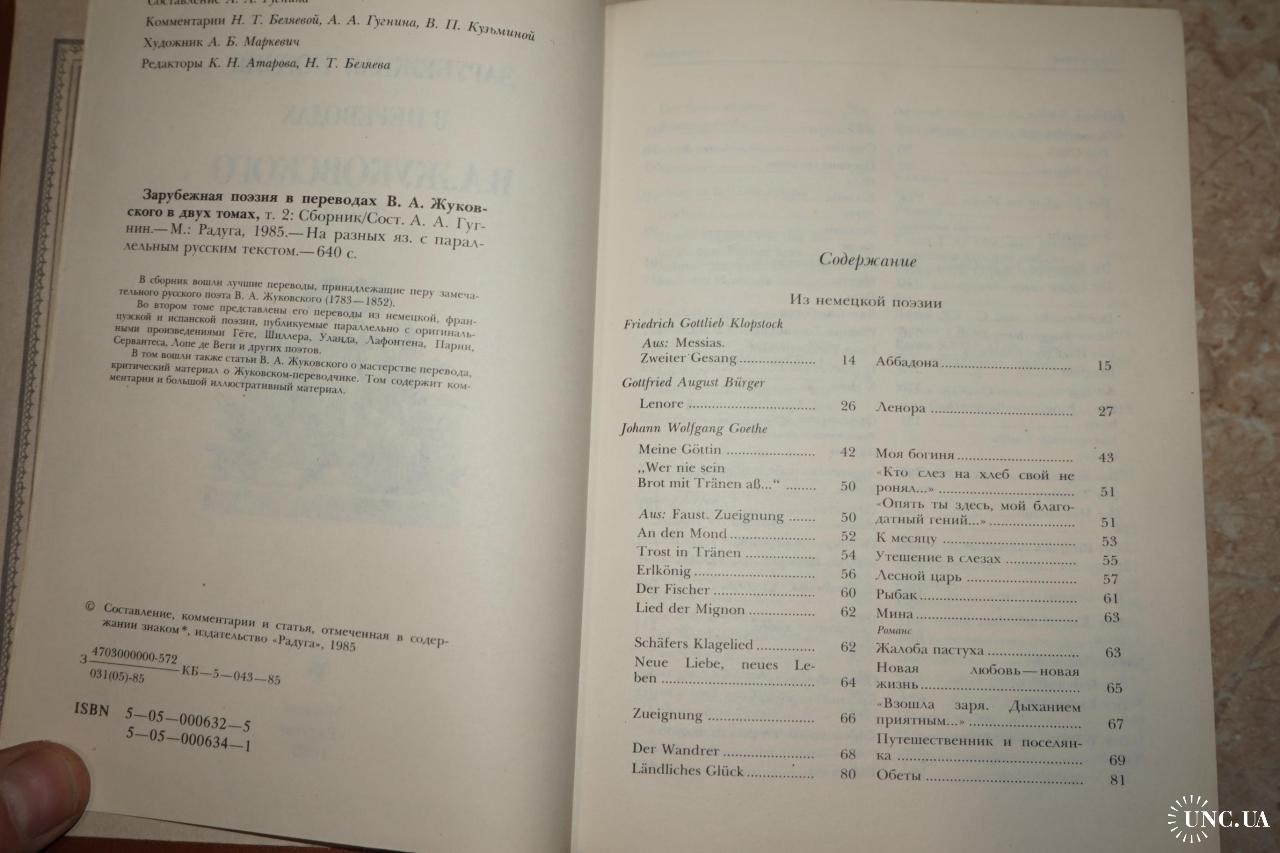 Составление А. А. Гугнина
Комментарии Н. Т. Беляевой, А. А. Гугнина, В. П. Кузьминой
Художник А. Б. Маркевич
Редакторы К. Н. Атарова, Н. Т. Беляева
Зарубежная поэзия в переводах В. А. Жуков-
ского в двух томах, т. 2: Сборник/Сост. А. А. Гуг-
нин.— М.: Радуга, 1985.— На разных яз. с парал-
лельным русским текстом.— 640 с.
В сборник вошли лучшие переводы, принадлежащие перу замеча-
тельного русского поэта В. А. Жуковского (1783—1852).
Во втором томе представлены его переводы из немецкой, фран-
цузской и испанской поэзии, публикуемые параллельно с оригиналь-
ными произведениями Гёте, Шиллера, Уланда, Лафонтена, Парни,
Сервантеса, Лопе де Веги и других поэтов.
В том вошли также статьи В. А. Жуковского о мастерстве перевода,
критический материал о Жуковском-переводчике. Том содержит ком-
ментарии и большой иллюстративный материал.
© Составление, комментарии и статья, отмеченная в содер-
жании знаком*, издательство «Радуга», 1985
З 4703000000-572 КБ—5—043—85
031(05)-85
ISBN 5—05—000632—5
5—05—000634—1
Содержание
Из немецкой поэзии
Friedrich Gottlieb Klopstock
Aus: Messias.
Zweiter Gesang ................ 14 Аббадона ........................... 15
Gottfried August Bürger
Lenore ........................... 26 Ленора .............................. 27
Johann Wolfgang Goethe
Meine Göttin .................... 42 Моя богиня ........................ 43
„Wer nie sein «Кто слез на хлеб свой не
Brot mit Tränen aß...“ ........ 50 ронял...» ............................ 51
«Опять ты здесь, мой благо-
Aus: Faust. Zueignung ....... 50 датный гений...» .................. 51
An den Mond ................... 52 К месяцу ........................... 53
Trost in Tränen ................ 54 Утешение в слезах ............... 55
Erlkönig .......................... 56 Лесной царь ....................... 57
Der Fischer ...................... 60 Рыбак ................................ 61
Lied der Mignon ............... 62 Мина ................................. 63
Романс
Schäfers Klagelied ............. 62 Жалоба пастуха ................... 63
Neue Liebe, neues Le- Новая любовь—новая
ben ................................ 64 жизнь ................................ 65
«Взошла заря. Дыханием
Zueignung ....................... 66 приятным...» ....................... 67
Путешественник и поселян-
Der Wandrer .................... 68 ка ..................................... 69
Ländliches Glück ............... 80 Обеты ............................... 81
UNC.UA